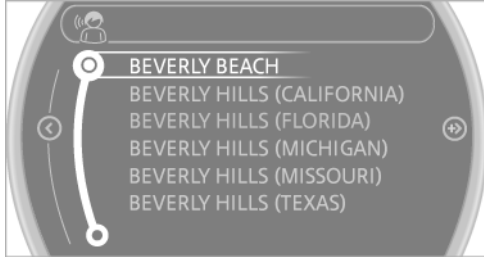 BEVERLY BEACH
BEVERLY HILLS (CALIFORNIA)
BEVERLY HILLS (FLORIDA)
BEVERLY HILLS (MICHIGAN)
BEVERLY HILLS (MISSOURI)
BEVERLY HILLS (TEXAS)